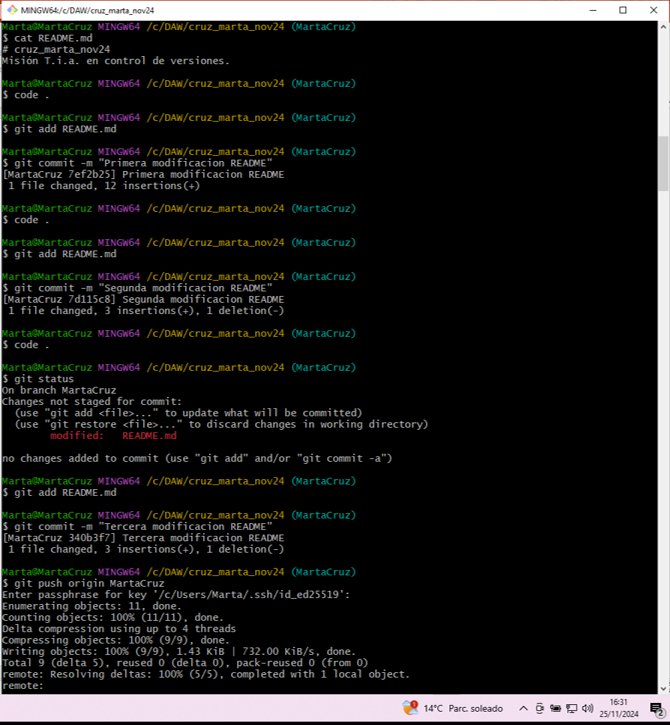 MINGW64:/c/DAW/cruz_marta_nov24
$ cat README.md
# cruz_marta_nov24
Misión T.i.a. en control de versiones.
Marta@MartaCruz MINGW64 /c/DAW/cruz_marta_nov24 (MartaCruz)
$ code .
Marta@MartaCruz MINGW64 /c/DAW/cruz_marta_nov24 (MartaCruz)
$ git add README.md
Marta@MartaCruz MINGW64 /c/DAW/cruz_marta_nov24 (MartaCruz)
$ git commit -m "Primera modificacion README"
[MartaCruz 7ef2b25] Primera modificacion README
 1 file changed, 12 insertions(+)
Marta@MartaCruz MINGW64 /c/DAW/cruz_marta_nov24 (MartaCruz)
$ code .
Marta@MartaCruz MINGW64 /c/DAW/cruz_marta_nov24 (MartaCruz)
$ git add README.md
Marta@MartaCruz MINGW64 /c/DAW/cruz_marta_nov24 (MartaCruz)
$ git commit -m "Segunda modificacion README"
[MartaCruz 7d115c8] Segunda modificacion README
 1 file changed, 3 insertions(+), 1 deletion(-)
Marta@MartaCruz MINGW64 /c/DAW/cruz_marta_nov24 (MartaCruz)
$ code .
Marta@MartaCruz MINGW64 /c/DAW/cruz_marta_nov24 (MartaCruz)
$ git status
On branch MartaCruz
Changes not staged for commit:
  (use "git add <file>..." to update what will be committed)
  (use "git restore <file>..." to discard changes in working directory)
        modified:   README.md
no changes added to commit (use "git add" and/or "git commit -a")
Marta@MartaCruz MINGW64 /c/DAW/cruz_marta_nov24 (MartaCruz)
$ git add README.md
Marta@MartaCruz MINGW64 /c/DAW/cruz_marta_nov24 (MartaCruz)
$ git commit -m "Tercera modificacion README"
[MartaCruz 340b3f7] Tercera modificacion README
 1 file changed, 3 insertions(+), 1 deletion(-)
Marta@MartaCruz MINGW64 /c/DAW/cruz_marta_nov24 (MartaCruz)
$ git push origin MartaCruz
Enter passphrase for key '/c/Users/Marta/.ssh/id_ed25519':
Enumerating objects: 11, done.
Counting objects: 100% (11/11), done.
Delta compression using up to 4 threads
Compressing objects: 100% (9/9), done.
Writing objects: 100% (9/9), 1.43 KiB | 732.00 KiB/s, done.
Total 9 (delta 5), reused 0 (delta 0), pack-reused 0 (from 0)
remote: Resolving deltas: 100% (5/5), completed with 1 local object.
remote:
1
14°C Parc. soleado
16:31
25/11/2024
2